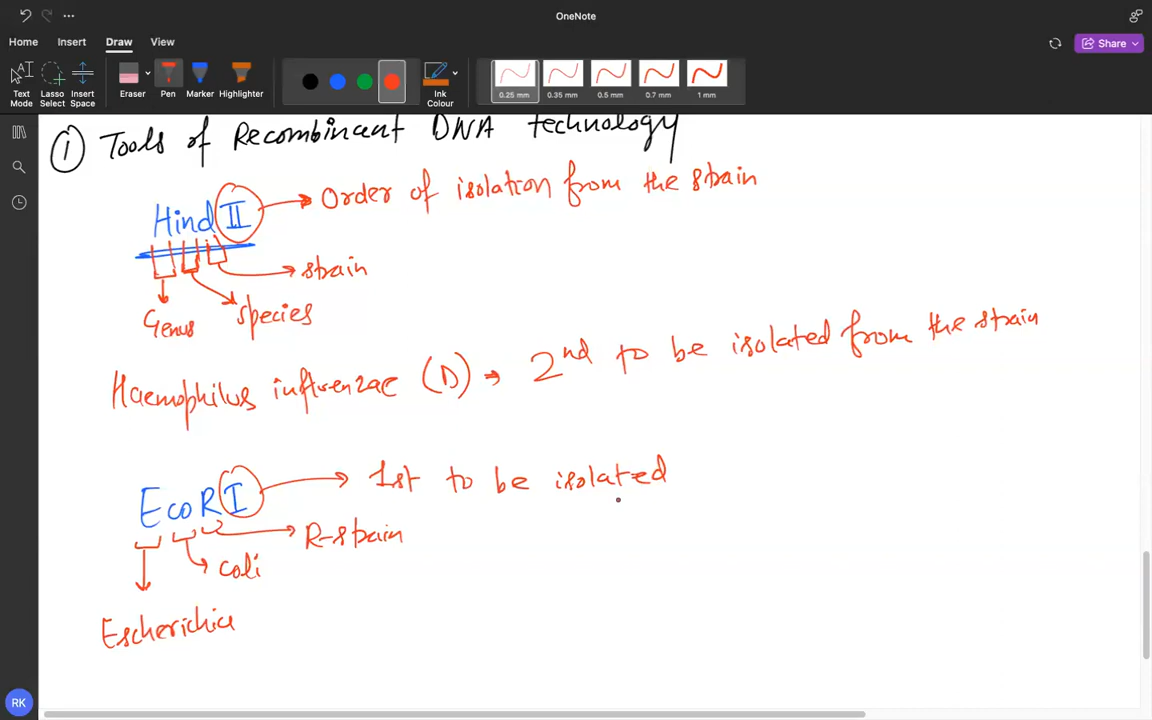 OneNote
Home Insert Draw View
Share
Text Mode Lasso Select Insert Space Eraser Pen Marker Highlighter Ink Colour 0.25 mm 0.35 mm 0.5 mm 0.7 mm 1 mm
① Tools of Recombinant DNA technology
Hind II → Order of isolation from the strain
strain
Genus species
Haemophilus influenzae (D) → 2nd to be isolated from the strain
EcoRI → 1st to be isolated
R-strain
coli
Escherichia
RK